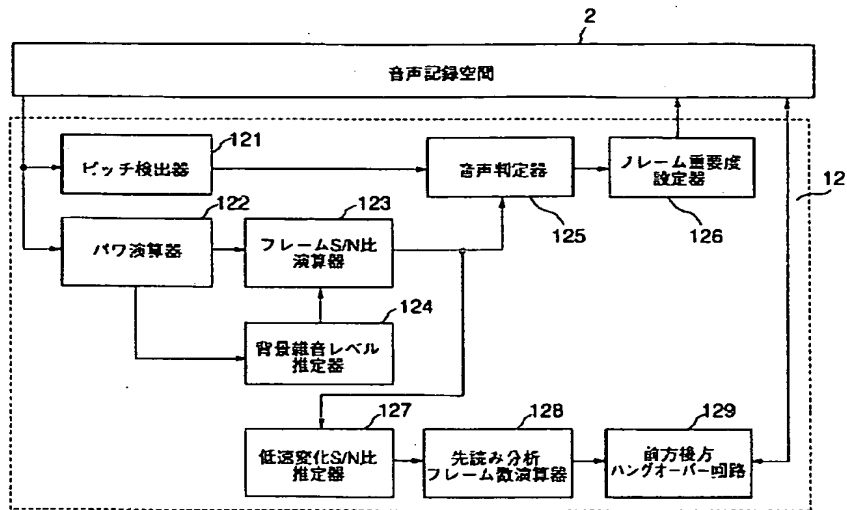 2
音声記録空間
121
ピッチ検出器
音声判定器
フレーム重要度
設定器
12
122
123
125
126
パワ演算器
フレームS/N比
演算器
124
背景雑音レベル
推定器
127
128
129
低速変化S/N比
推定器
先読み分析
フレーム数演算器
前方後方
ハングオーバー回路